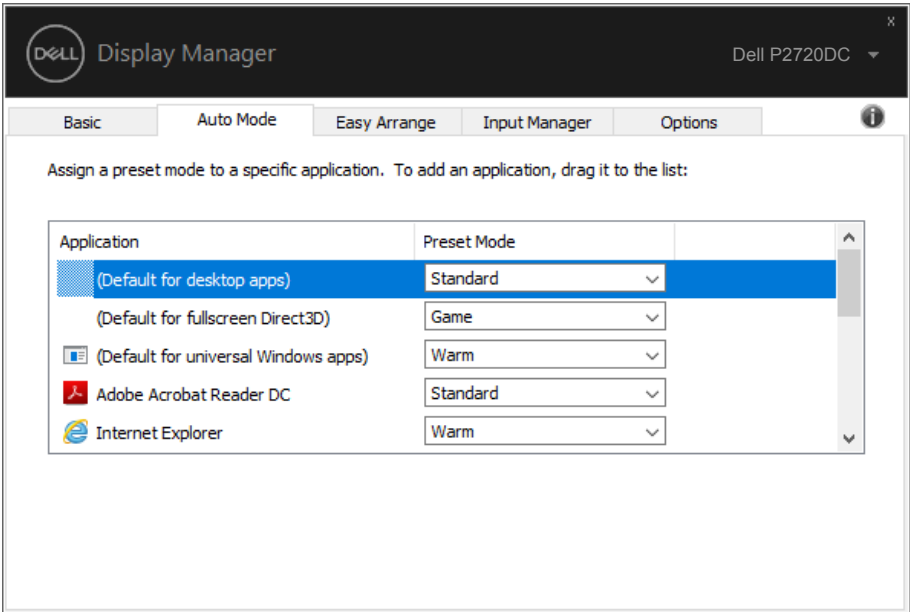 x
DELL Display Manager Dell P2720DC
Basic Auto Mode Easy Arrange Input Manager Options
Assign a preset mode to a specific application. To add an application, drag it to the list:
Application Preset Mode
(Default for desktop apps) Standard
(Default for fullscreen Direct3D) Game
(Default for universal Windows apps) Warm
Adobe Acrobat Reader DC Standard
Internet Explorer Warm